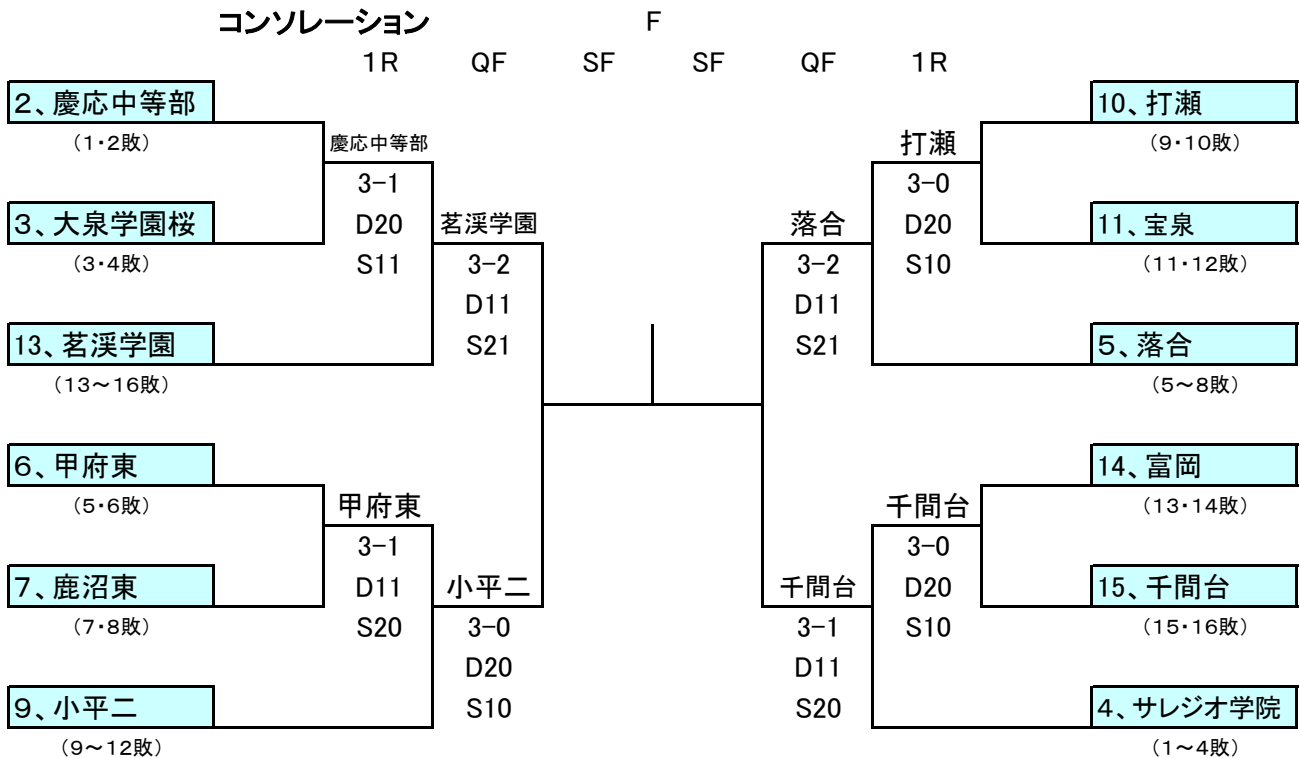 コンソレーション F
1R QF SF SF QF 1R
2、慶応中等部 10、打瀬
（1・2敗） 慶応中等部 打瀬 （9・10敗）
3-1 3-0
3、大泉学園桜 D20 茗渓学園 落合 D20 11、宝泉
（3・4敗） S11 3-2 3-2 S10 （11・12敗）
D11 D11
13、茗渓学園 S21 S21 5、落合
（13～16敗） （5～8敗）
6、甲府東 14、富岡
（5・6敗） 甲府東 千間台 （13・14敗）
3-1 3-0
7、鹿沼東 D11 小平二 千間台 D20 15、千間台
（7・8敗） S20 3-0 3-1 S10 （15・16敗）
D20 D11
9、小平二 S10 S20 4、サレジオ学院
（9～12敗） （1～4敗）